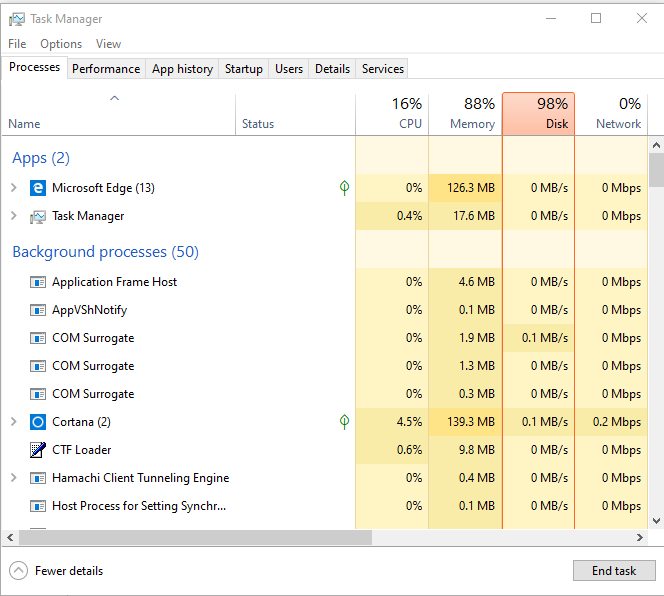 Task Manager
File Options View
Processes Performance App history Startup Users Details Services
16% 88% 98% 0%
Name Status CPU Memory Disk Network
Apps (2)
Microsoft Edge (13) 0% 126.3 MB 0 MB/s 0 Mbps
Task Manager 0.4% 17.6 MB 0 MB/s 0 Mbps
Background processes (50)
Application Frame Host 0% 4.6 MB 0 MB/s 0 Mbps
AppVShNotify 0% 0.1 MB 0 MB/s 0 Mbps
COM Surrogate 0% 1.9 MB 0.1 MB/s 0 Mbps
COM Surrogate 0% 1.3 MB 0 MB/s 0 Mbps
COM Surrogate 0% 0.3 MB 0 MB/s 0 Mbps
Cortana (2) 4.5% 139.3 MB 0.1 MB/s 0.2 Mbps
CTF Loader 0.6% 9.8 MB 0 MB/s 0 Mbps
Hamachi Client Tunneling Engine 0% 0.4 MB 0 MB/s 0 Mbps
Host Process for Setting Synchr... 0% 0.1 MB 0 MB/s 0 Mbps
Fewer details End task